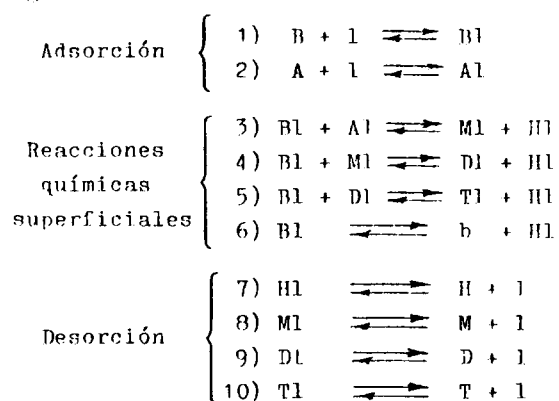 Adsorción
1) B + l ⇌ Bl
2) A + l ⇌ Al
Reacciones químicas superficiales
3) Bl + Al ⇌ Ml + Hl
4) Bl + Ml ⇌ Dl + Hl
5) Bl + Dl ⇌ Tl + Hl
6) Bl ⇌ b + Hl
Desorción
7) Hl ⇌ H + l
8) Ml ⇌ M + l
9) Dl ⇌ D + l
10) Tl ⇌ T + l